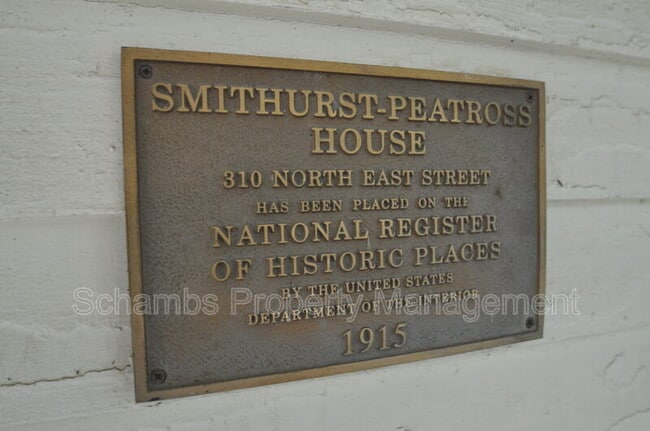 SMITHURST-PEATROSS
HOUSE
310 NORTH EAST STREET
HAS BEEN PLACED ON THE
NATIONAL REGISTER
OF HISTORIC PLACES
BY THE UNITED STATES
Schambs Property Management
DEPARTMENT OF THE INTERIOR
1915